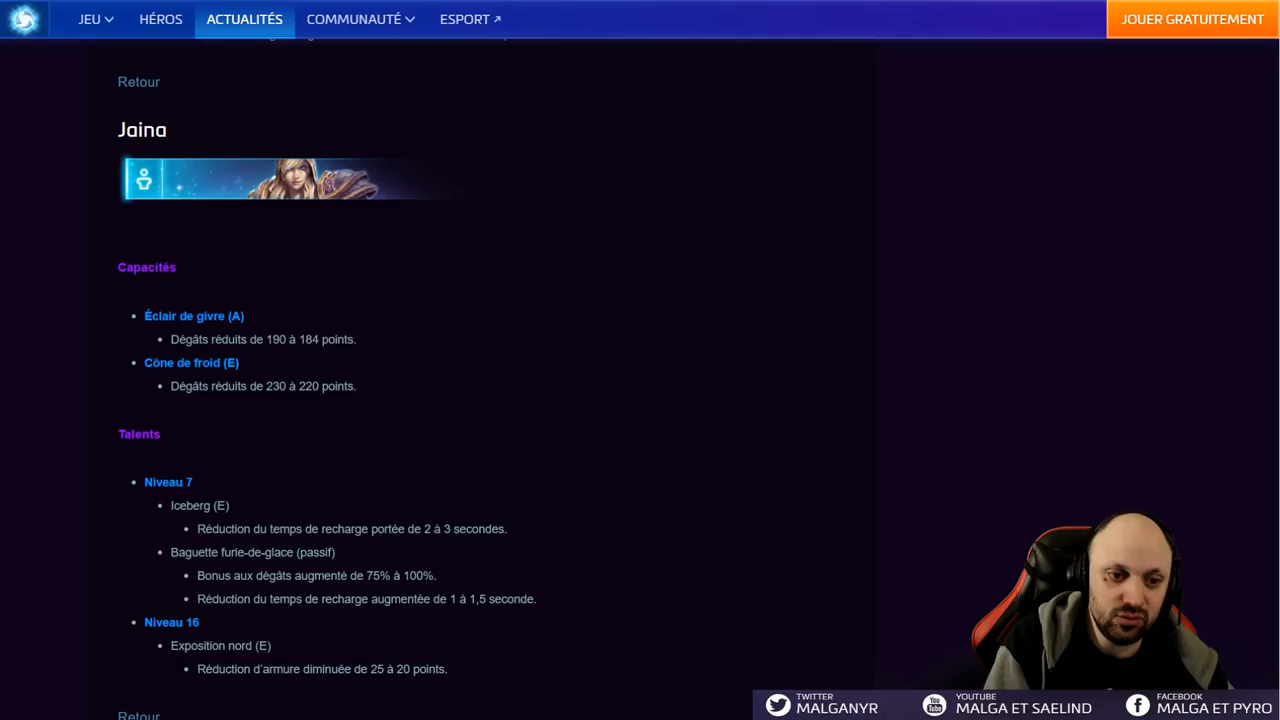 JEU
HÉROS
ACTUALITÉS
COMMUNAUTÉ
ESPORT
JOUER GRATUITEMENT
Retour
Jaina
Capacités
Éclair de givre (A)
Dégâts réduits de 190 à 184 points.
Cône de froid (E)
Dégâts réduits de 230 à 220 points.
Talents
Niveau 7
Iceberg (E)
Réduction du temps de recharge portée de 2 à 3 secondes.
Baguette furie-de-glace (passif)
Bonus aux dégâts augmenté de 75% à 100%.
Réduction du temps de recharge augmentée de 1 à 1,5 seconde.
Niveau 16
Exposition nord (E)
Réduction d'armure diminuée de 25 à 20 points.
Retour
TWITTER
MALGANYR
YOUTUBE
MALGA ET SAELIND
FACEBOOK
MALGA ET PYRO